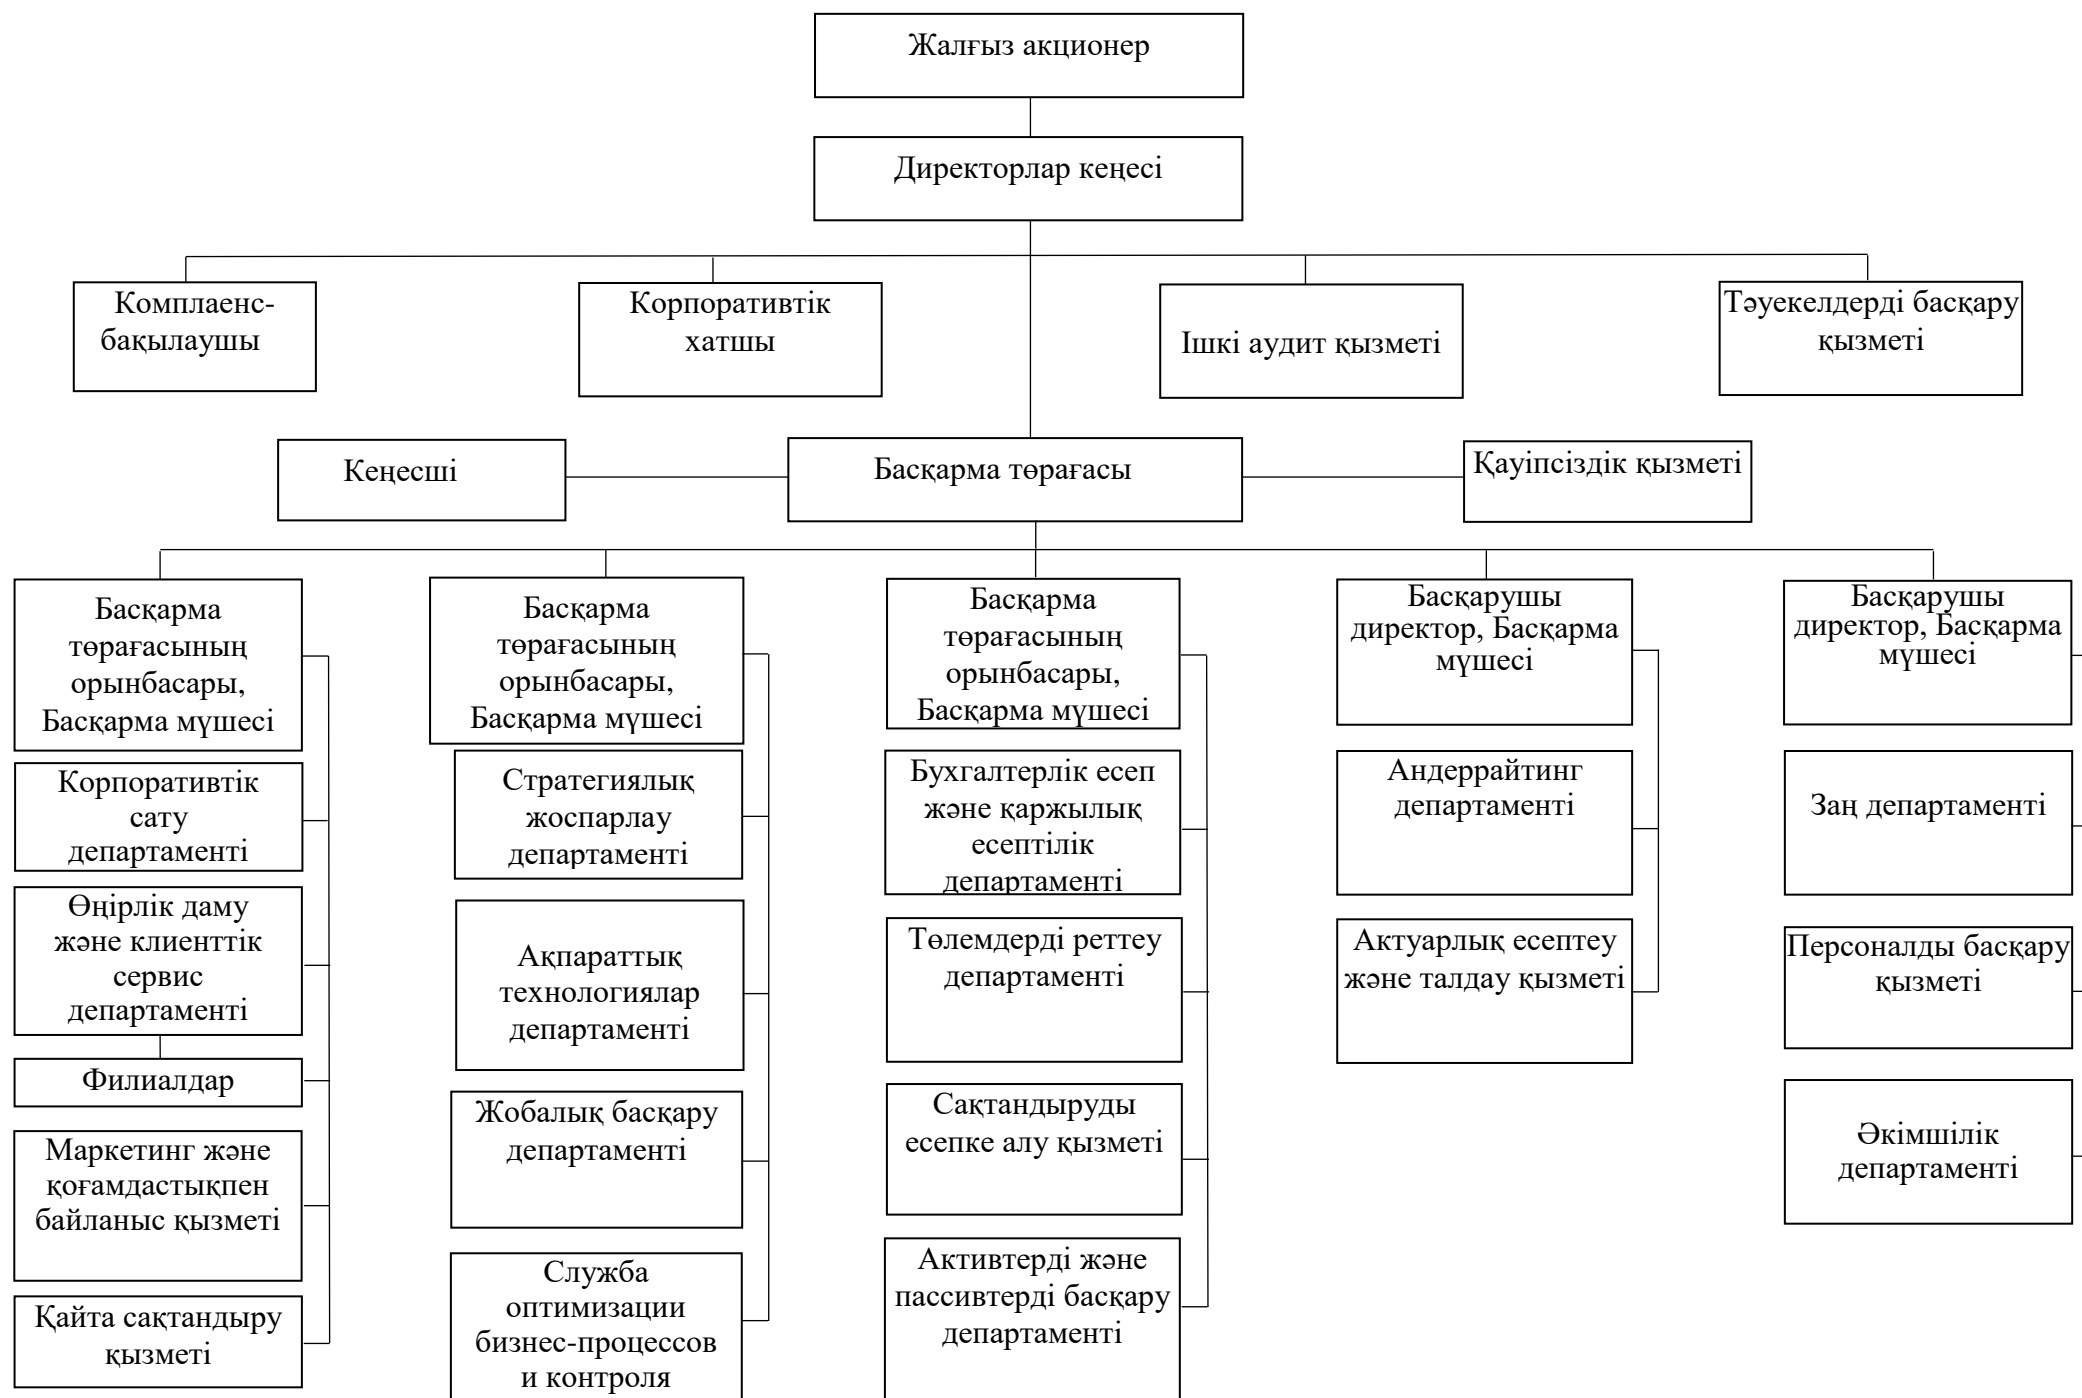 Жалғыз акционер
Директорлар кеңесі
Комплаенс-
бақылаушы
Корпоративтік
хатшы
Ішкі аудит қызметі
Тәуекелдерді басқару
қызметі
Кеңесші
Басқарма төрағасы
Қауіпсіздік қызметі
Басқарма
төрағасының
орынбасары,
Басқарма мүшесі
Басқарма
төрағасының
орынбасары,
Басқарма мүшесі
Басқарма
төрағасының
орынбасары,
Басқарма мүшесі
Басқарушы
директор, Басқарма
мүшесі
Басқарушы
директор, Басқарма
мүшесі
Корпоративтік
сату
департаменті
Өңірлік даму
және клиенттік
сервис
департаменті
Филиалдар
Маркетинг және
қоғамдастықпен
байланыс қызметі
Қайта сақтандыру
қызметі
Стратегиялық
жоспарлау
департаменті
Ақпараттық
технологиялар
департаменті
Жобалық басқару
департаменті
Служба
оптимизации
бизнес-процессов
и контроля
Бухгалтерлік есеп
және қаржылық
есептілік
департаменті
Төлемдерді реттеу
департаменті
Сақтандыруды
есепке алу қызметі
Активтерді және
пассивтерді басқару
департаменті
Андеррайтинг
департаменті
Актуарлық есептеу
және талдау қызметі
Заң департаменті
Персоналды басқару
қызметі
Әкімшілік
департаменті